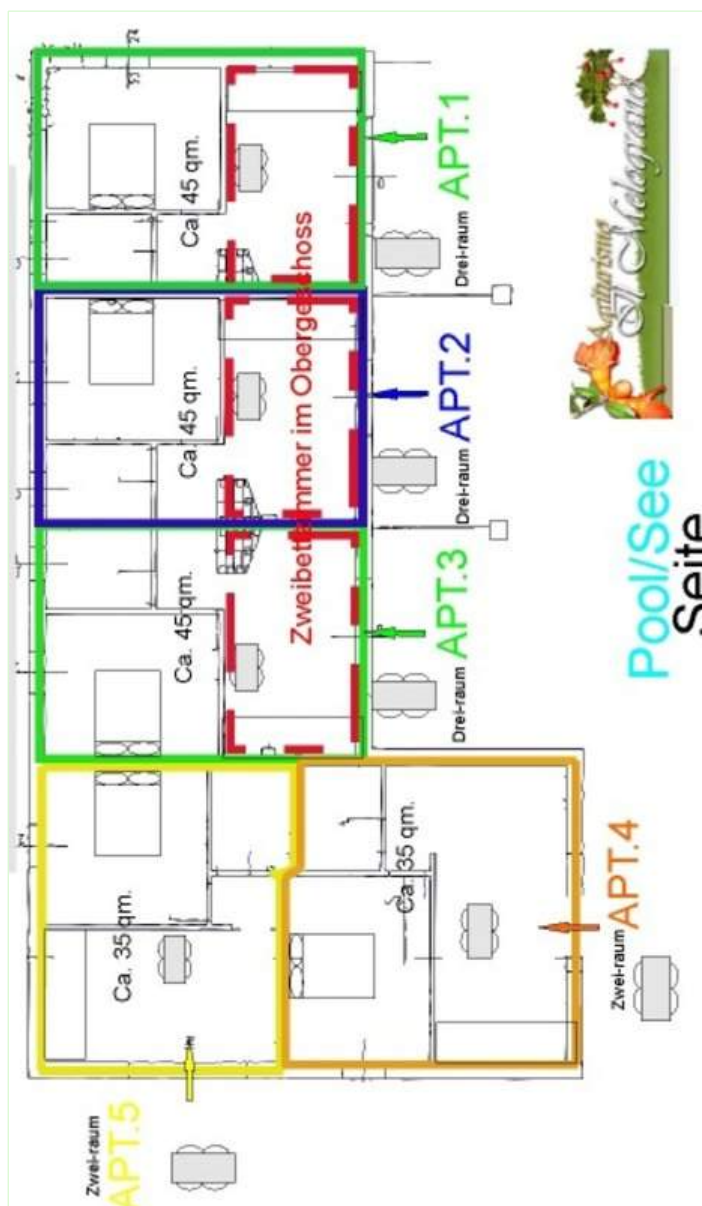 Ca. 35 qm.
Ca. 45 qm.
Ca. 45 qm.
Ca. 45 qm.
Zweibettzimmer im Obergeschoss
Ca. 35 qm.
Zwei-raum
APT.5
Drei-raum
APT.3
Drei-raum
APT.2
Drei-raum
APT.1
Zwei-raum
APT.4
Pool/See
Seite
Agriturismo
Il Melograno